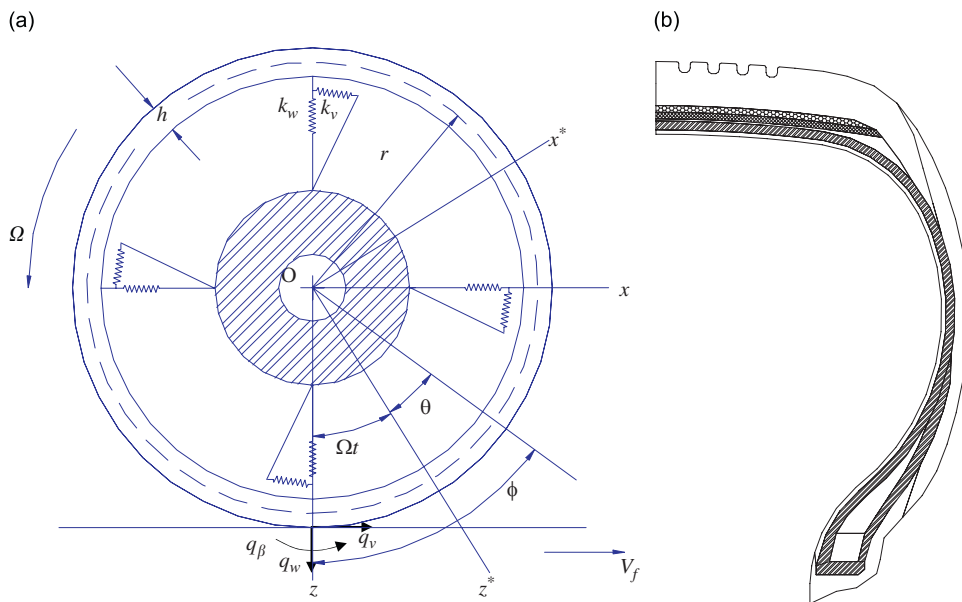 (a)
(b)
h
k_w
k_v
r
x*
Ω
O
x
θ
Ωt
ϕ
q_v
q_β
q_w
z
z*
V_f